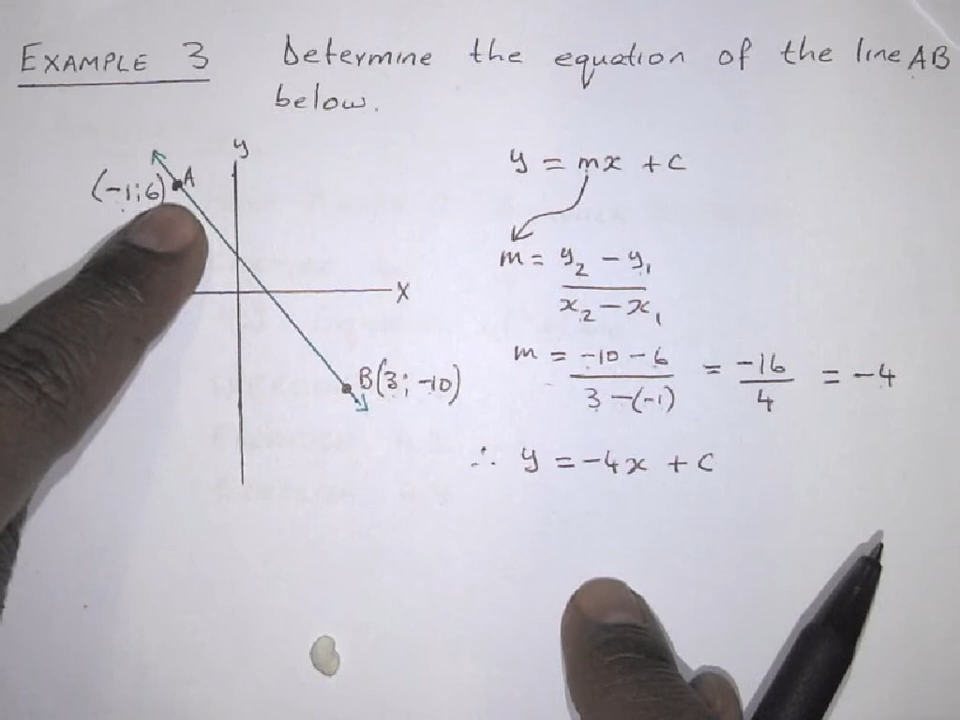 EXAMPLE 3 Determine the equation of the line AB
below.
y
A
(-1;6)
x
B(3; -10)
y = mx + c
m = y₂ - y₁ / x₂ - x₁
m = -10 - 6 / 3 - (-1) = -16 / 4 = -4
∴ y = -4x + c